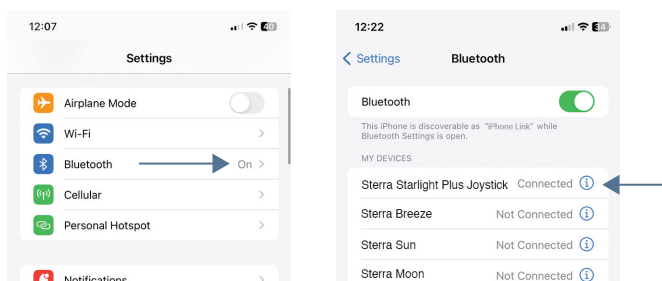 12:07
40
Settings
Airplane Mode
Wi-Fi
Bluetooth On
Cellular
Personal Hotspot
Notifications
12:22
34
Settings Bluetooth
Bluetooth
This iPhone is discoverable as "iPhone Link" while
Bluetooth Settings is open.
MY DEVICES
Sterra Starlight Plus Joystick Connected
Sterra Breeze Not Connected
Sterra Sun Not Connected
Sterra Moon Not Connected